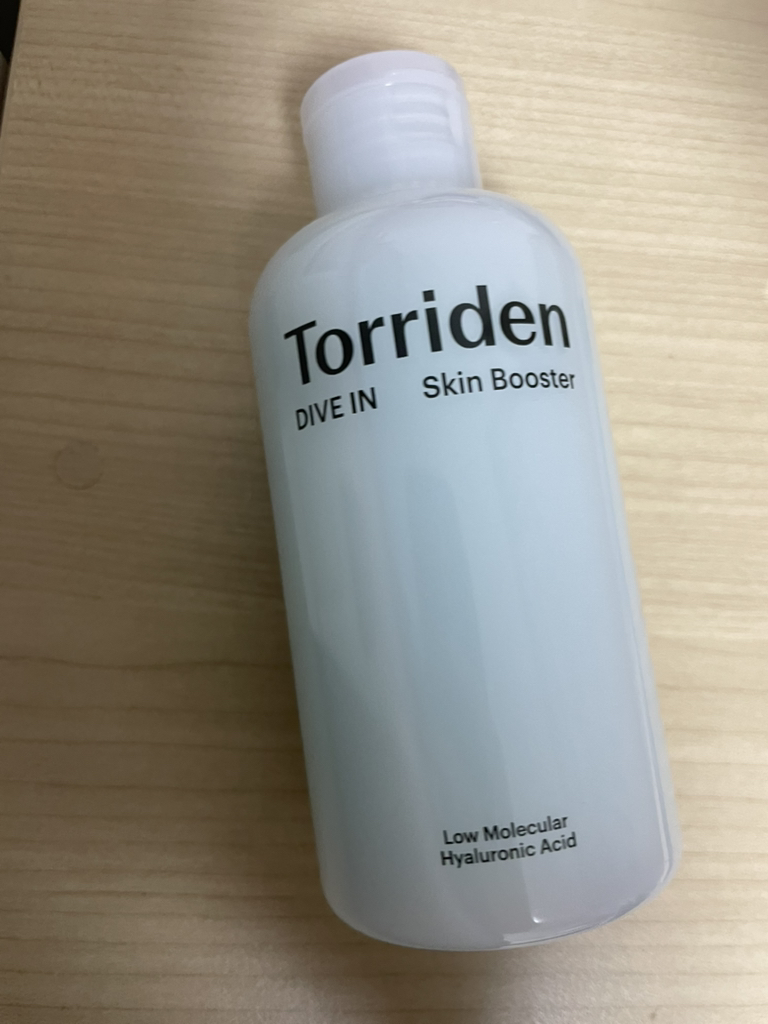 Torriden
DIVE IN Skin Booster
Low Molecular
Hyaluronic Acid